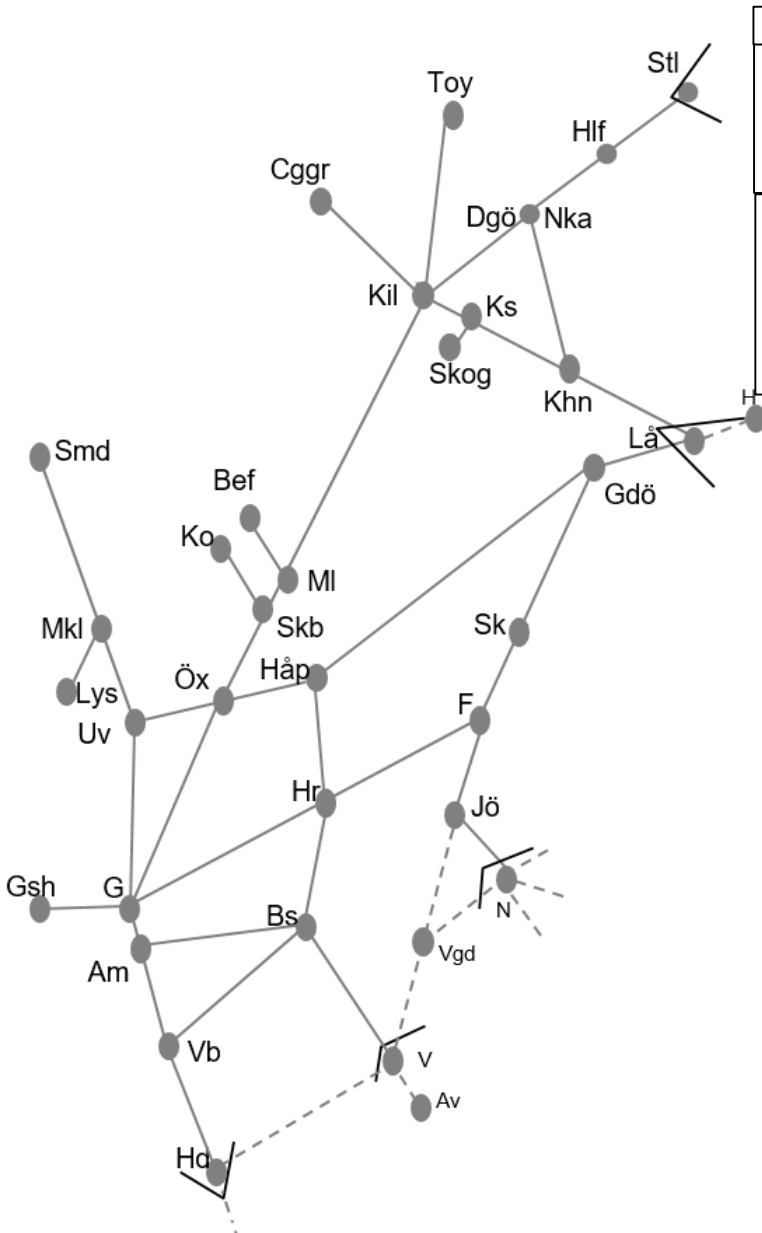 Stl
Toy
Hlf
Cggr
Dgö Nka
Kil
Ks
Skog
Khn
H
Lå
Smd
Gdö
Bef
Ko
Ml
Mkl
Skb
Sk
Håp
Öx
Lys
F
Uv
Hr
Jö
Gsh
G
N
Bs
Vgd
Am
Vb
V
Av